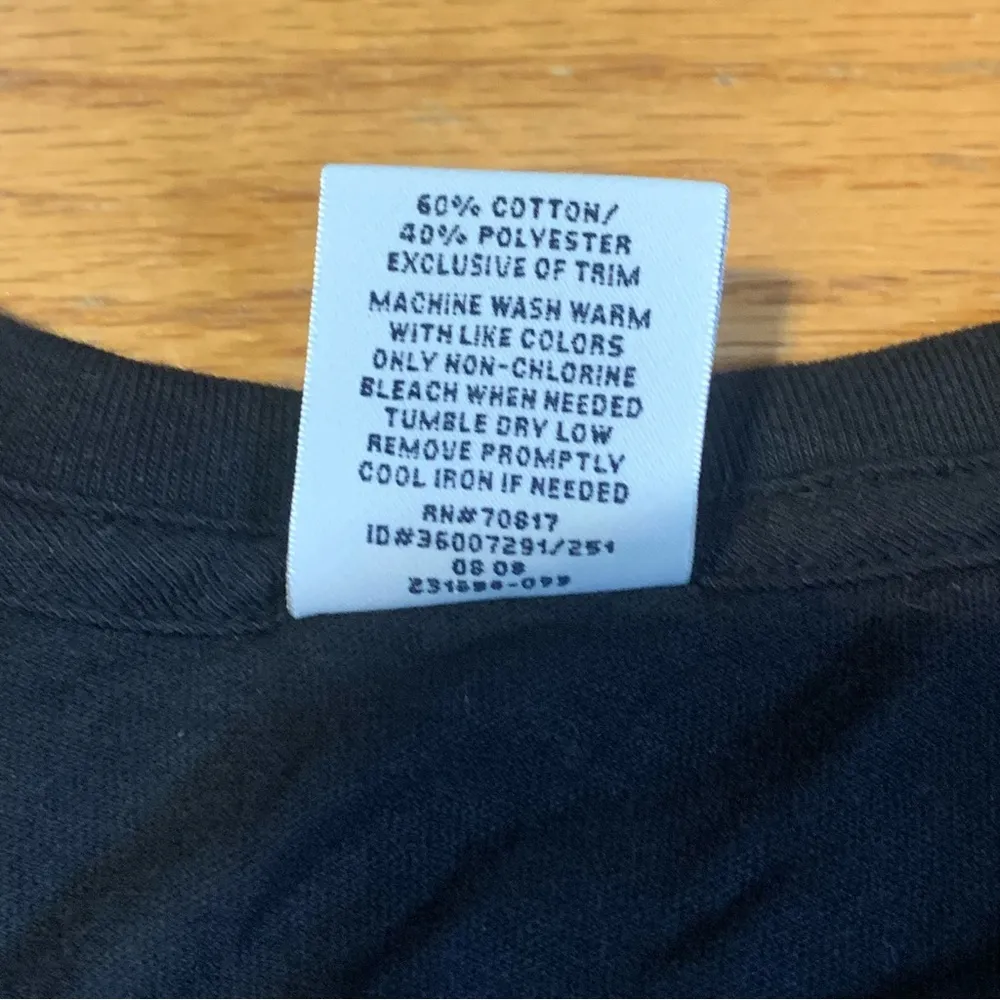 60% COTTON/
40% POLYESTER
EXCLUSIVE OF TRIM
MACHINE WASH WARM
WITH LIKE COLORS
ONLY NON-CHLORINE
BLEACH WHEN NEEDED
TUMBLE DRY LOW
REMOVE PROMPTLY
COOL IRON IF NEEDED
RN#70817
ID#36007291/251
08 08